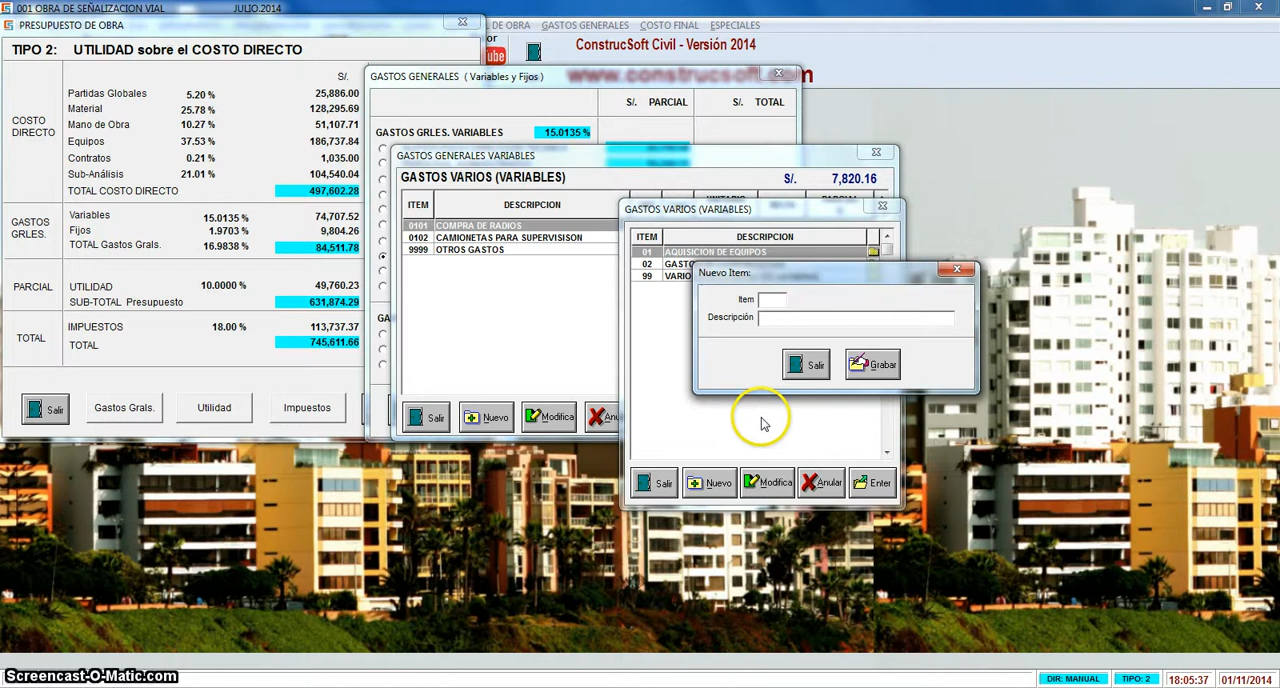 001 OBRA DE SEÑALIZACION VIAL JULIO.2014
PRESUPUESTO DE OBRA
DE OBRA GASTOS GENERALES COSTO FINAL ESPECIALES
ConstrucSoft Civil - Versión 2014
www.construcsoft.com
TIPO 2: UTILIDAD sobre el COSTO DIRECTO
S/.
COSTO DIRECTO
Partidas Globales 5.20 % 25,886.00
Material 25.78 % 128,295.69
Mano de Obra 10.27 % 51,107.71
Equipos 37.53 % 186,737.84
Contratos 0.21 % 1,035.00
Sub-Análisis 21.01 % 104,540.04
TOTAL COSTO DIRECTO 497,602.28
GASTOS GRLES.
Variables 15.0135 % 74,707.52
Fijos 1.9703 % 9,804.26
TOTAL Gastos Grals. 16.9838 % 84,511.78
PARCIAL
UTILIDAD 10.0000 % 49,760.23
SUB-TOTAL Presupuesto 631,874.29
TOTAL
IMPUESTOS 18.00 % 113,737.37
TOTAL 745,611.66
Salir Gastos Grals. Utilidad Impuestos
GASTOS GENERALES ( Variables y Fijos )
S/. PARCIAL S/. TOTAL
GASTOS GRLES. VARIABLES 15.0135 %
GASTOS GENERALES VARIABLES
GASTOS VARIOS (VARIABLES) S/. 7,820.16
ITEM DESCRIPCION
0101 COMPRA DE RADIOS
0102 CAMIONETAS PARA SUPERVISISON
9999 OTROS GASTOS
Salir Nuevo Modifica Anu
GASTOS VARIOS (VARIABLES)
ITEM DESCRIPCION
01 AQUISICION DE EQUIPOS
02 GAST
99 VARIO
Salir Nuevo Modifica Anular Enter
Nuevo Item:
Item
Descripción
Salir Grabar
Screencast-O-Matic.com
DIR: MANUAL TIPO: 2 18:05:37 01/11/2014